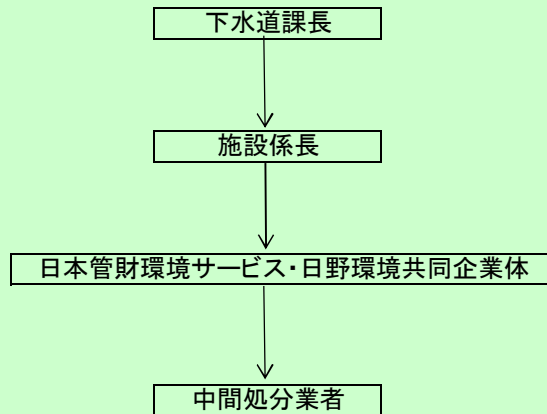 下水道課長
施設係長
日本管財環境サービス・日野環境共同企業体
中間処分業者